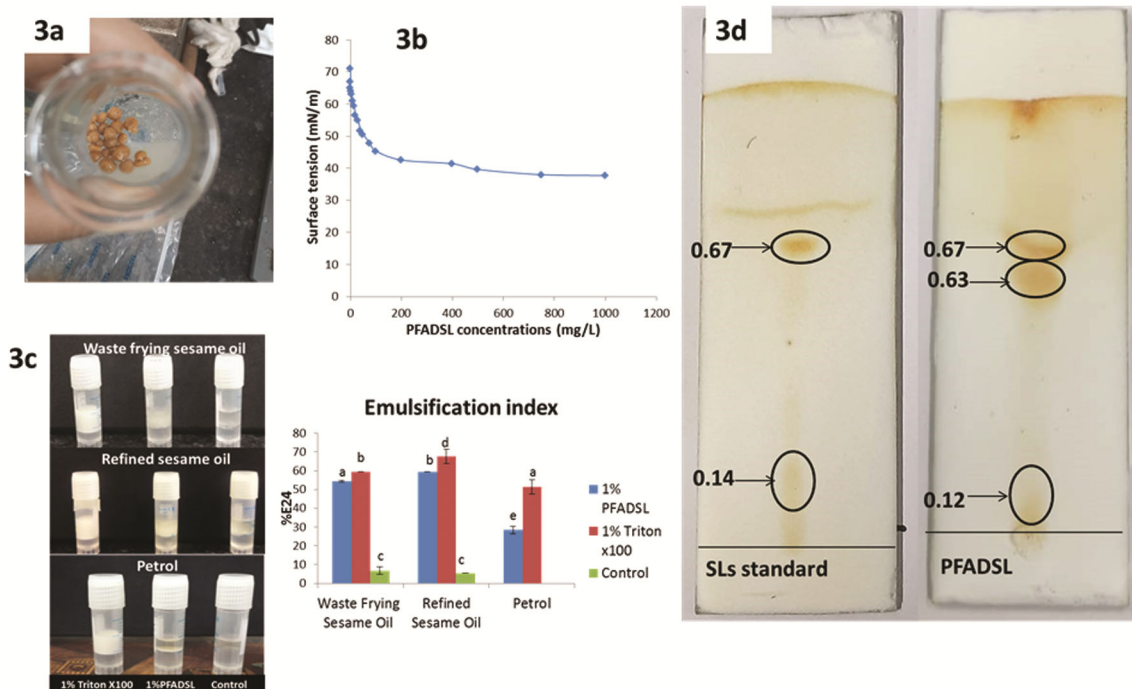 3a
3b
Surface tension (mN/m)
80
70
60
50
40
30
20
10
0
0 200 400 600 800 1000 1200
PFADSL concentrations (mg/L)
3c
Waste frying sesame oil
Refined sesame oil
Petrol
1% Triton X100 1%PFADSL Control
Emulsification index
%E24
80
70
60
50
40
30
20
10
0
a b c b d c e a
Waste Frying Sesame Oil
Refined Sesame Oil
Petrol
1% PFADSL
1% Triton x100
Control
3d
0.67
0.14
SLs standard
0.67
0.63
0.12
PFADSL